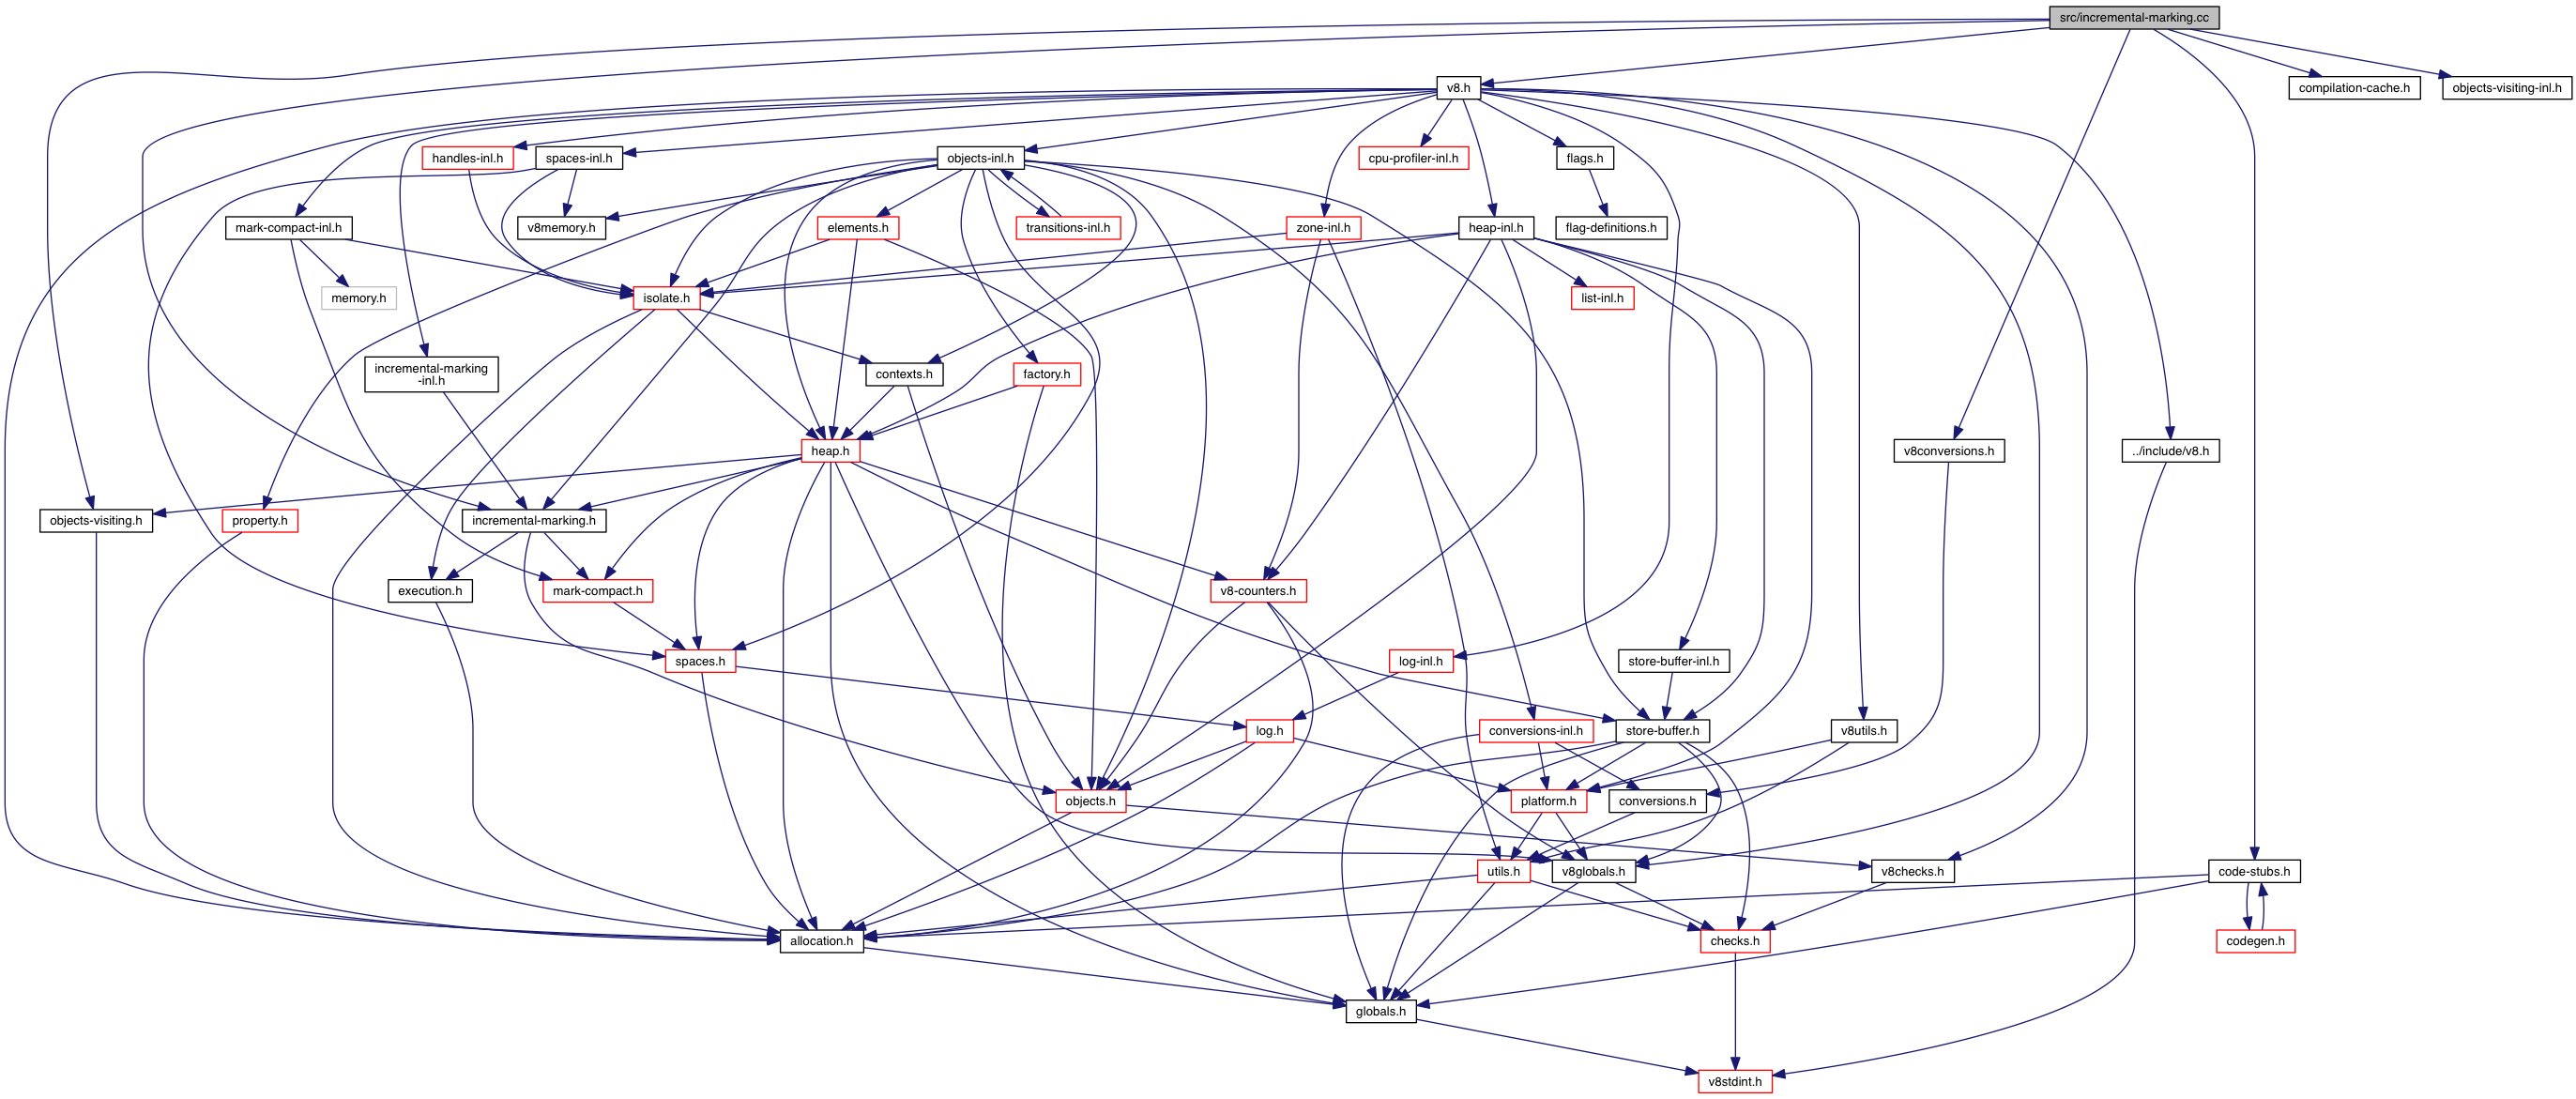 src/incremental-marking.cc
v8.h
compilation-cache.h
objects-visiting-inl.h
handles-inl.h
spaces-inl.h
objects-inl.h
cpu-profiler-inl.h
flags.h
mark-compact-inl.h
v8memory.h
elements.h
transitions-inl.h
zone-inl.h
heap-inl.h
flag-definitions.h
memory.h
isolate.h
list-inl.h
incremental-marking
-inl.h
contexts.h
factory.h
heap.h
v8conversions.h
../include/v8.h
objects-visiting.h
property.h
incremental-marking.h
execution.h
mark-compact.h
v8-counters.h
spaces.h
log-inl.h
store-buffer-inl.h
log.h
conversions-inl.h
store-buffer.h
v8utils.h
objects.h
platform.h
conversions.h
utils.h
v8globals.h
v8checks.h
code-stubs.h
allocation.h
checks.h
codegen.h
globals.h
v8stdint.h